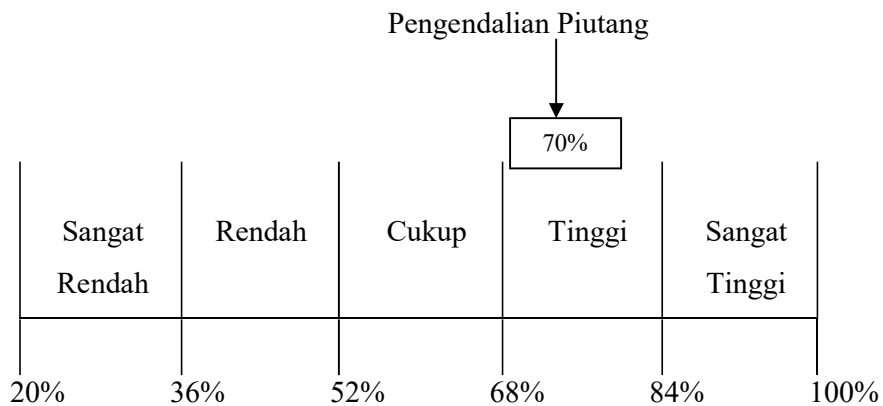 Pengendalian Piutang
70%
Sangat Rendah Cukup Tinggi Sangat
Rendah Tinggi
20% 36% 52% 68% 84% 100%